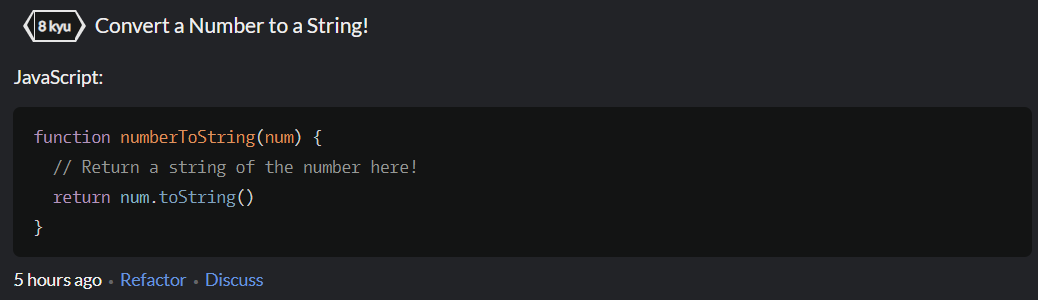 8 kyu Convert a Number to a String!
JavaScript:
function numberToString(num) {
  // Return a string of the number here!
  return num.toString()
}
5 hours ago • Refactor • Discuss